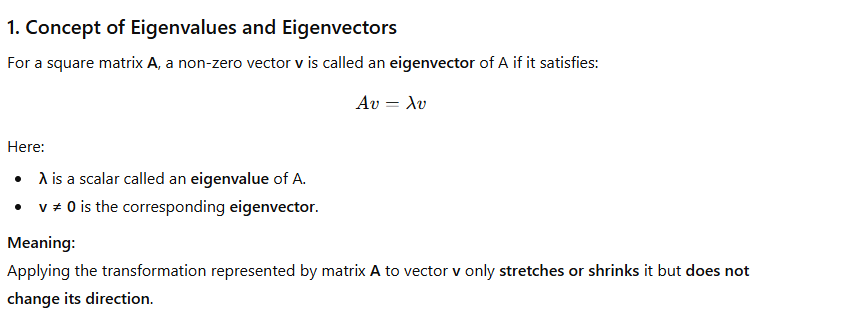 1. Concept of Eigenvalues and Eigenvectors
For a square matrix A, a non-zero vector v is called an eigenvector of A if it satisfies:
Av = λv
Here:
• λ is a scalar called an eigenvalue of A.
• v ≠ 0 is the corresponding eigenvector.
Meaning:
Applying the transformation represented by matrix A to vector v only stretches or shrinks it but does not
change its direction.